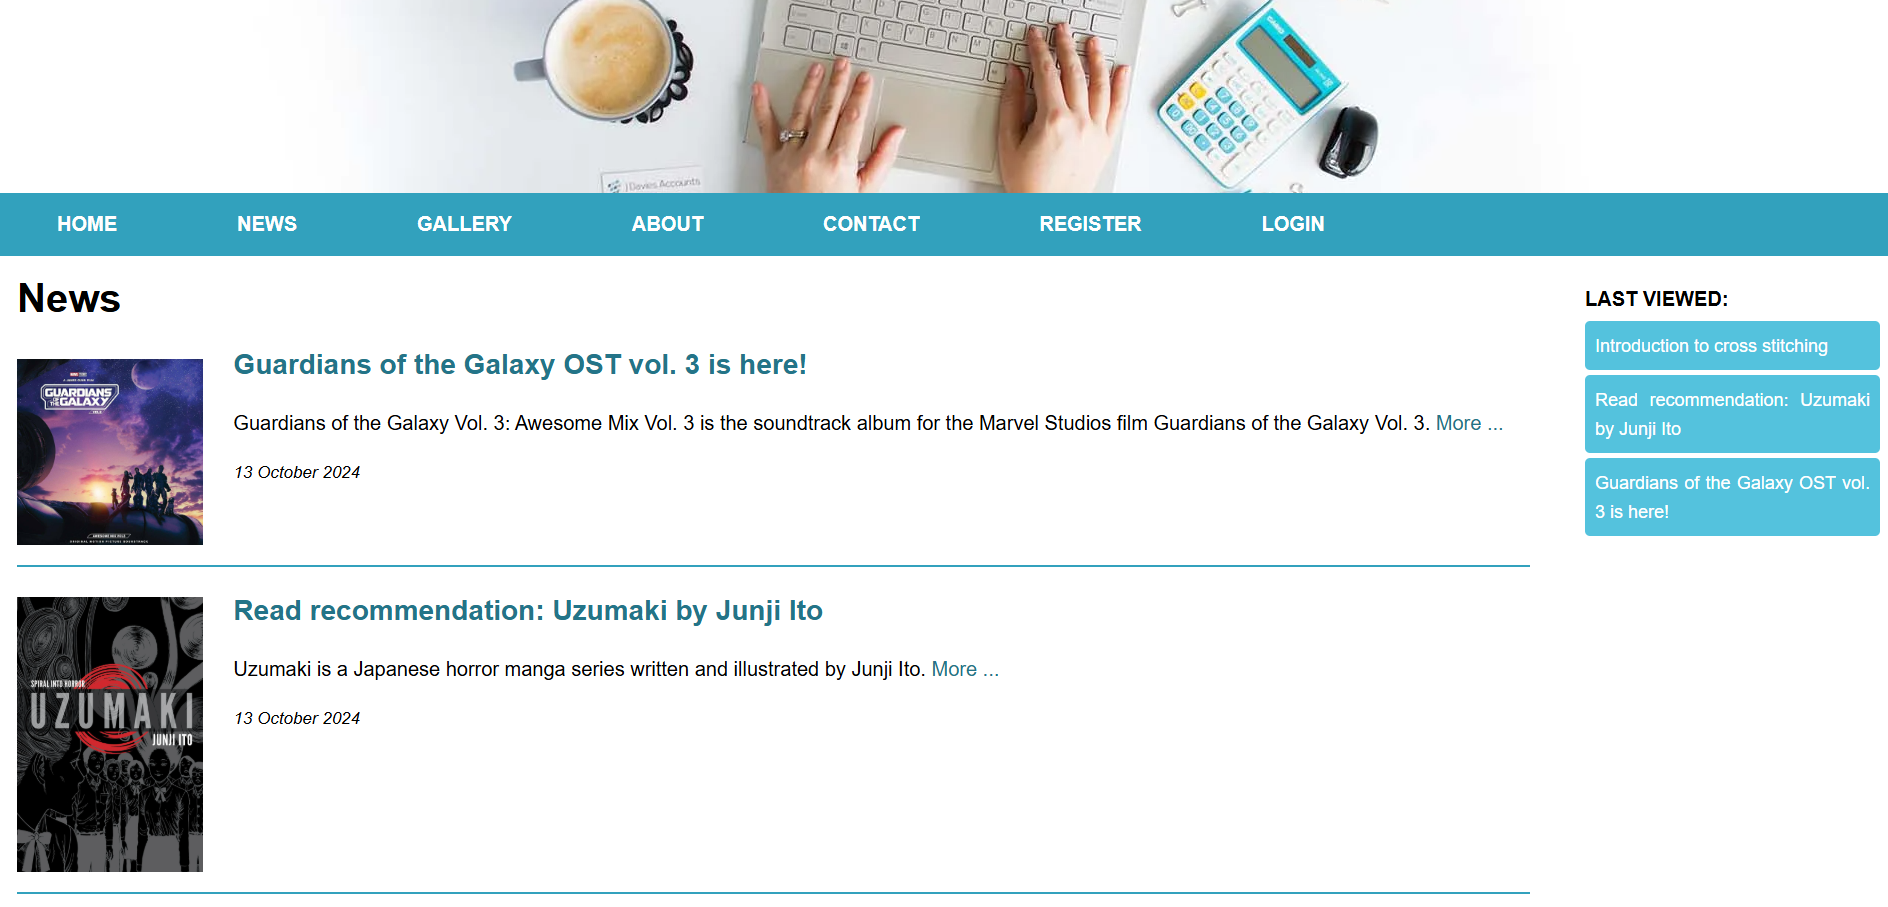 J Davies Accounts
HOME NEWS GALLERY ABOUT CONTACT REGISTER LOGIN
News
GUARDIANS
OF THE GALAXY
Guardians of the Galaxy OST vol. 3 is here!
Guardians of the Galaxy Vol. 3: Awesome Mix Vol. 3 is the soundtrack album for the Marvel Studios film Guardians of the Galaxy Vol. 3. More ...
13 October 2024
SPIRAL INTO HORROR
UZUMAKI
JUNJI ITO
Read recommendation: Uzumaki by Junji Ito
Uzumaki is a Japanese horror manga series written and illustrated by Junji Ito. More ...
13 October 2024
LAST VIEWED:
Introduction to cross stitching
Read recommendation: Uzumaki
by Junji Ito
Guardians of the Galaxy OST vol.
3 is here!